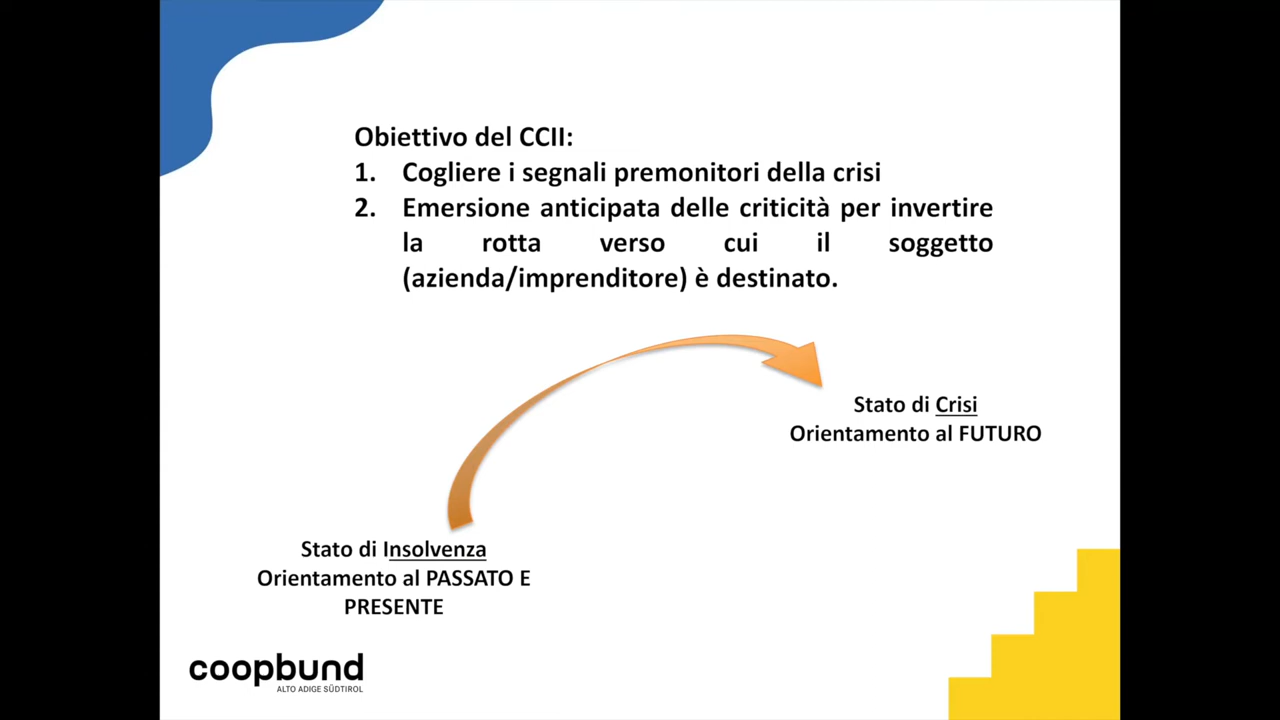 Obiettivo del CCII:
1. Cogliere i segnali premonitori della crisi
2. Emersione anticipata delle criticità per invertire
la rotta verso cui il soggetto
(azienda/imprenditore) è destinato.
Stato di Crisi
Orientamento al FUTURO
Stato di Insolvenza
Orientamento al PASSATO E
PRESENTE
coopbund
ALTO ADIGE SÜDTIROL